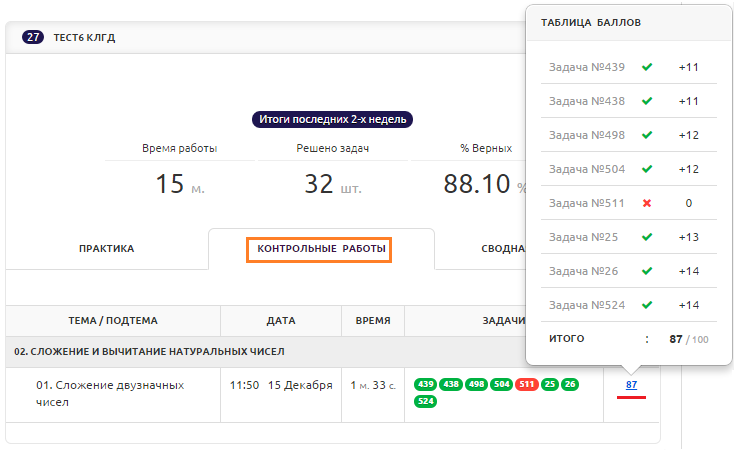 27 ТЕСТ6 КЛГД
Итоги последних 2-х недель
Время работы
Решено задач
% Верных
15 м.
32 шт.
88.10 %
ПРАКТИКА
КОНТРОЛЬНЫЕ РАБОТЫ
СВОДНА
ТЕМА / ПОДТЕМА
ДАТА
ВРЕМЯ
ЗАДАЧИ
02. СЛОЖЕНИЕ И ВЫЧИТАНИЕ НАТУРАЛЬНЫХ ЧИСЕЛ
01. Сложение двузначных
чисел
11:50 15 Декабря
1 м. 33 с.
439 438 498 504 511 25 26
524
87
ТАБЛИЦА БАЛЛОВ
Задача №439 +11
Задача №438 +11
Задача №498 +12
Задача №504 +12
Задача №511 0
Задача №25 +13
Задача №26 +14
Задача №524 +14
ИТОГО : 87 / 100